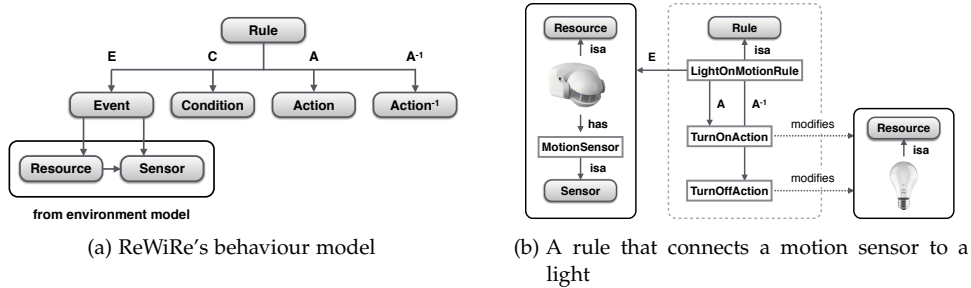 Rule
E
C
A
A-1
Event
Condition
Action
Action-1
Resource
Sensor
from environment model
(a) ReWiRe's behaviour model
Resource
isa
has
MotionSensor
isa
Sensor
E
Rule
isa
LightOnMotionRule
A
A-1
TurnOnAction
TurnOffAction
modifies
modifies
Resource
isa
(b) A rule that connects a motion sensor to a
light